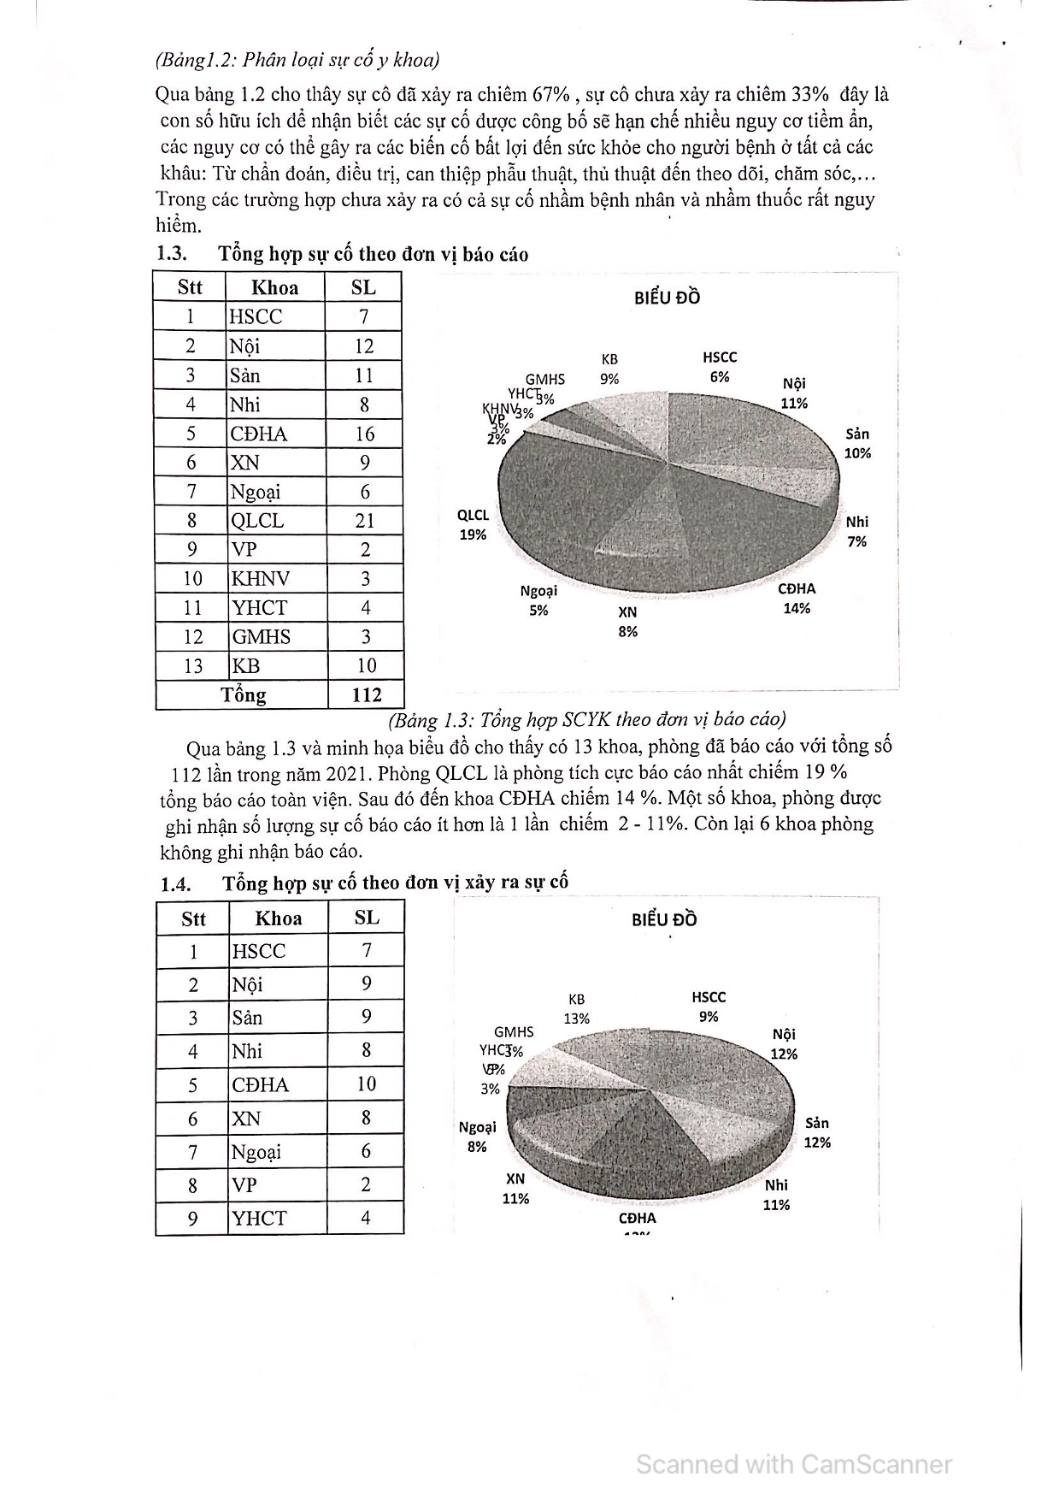 (Bảng1.2: Phân loại sự cố y khoa)
Qua bảng 1.2 cho thây sự cô đã xảy ra chiêm 67% , sự cô chưa xảy ra chiêm 33% đây là
con số hữu ích để nhận biết các sự cố được công bố sẽ hạn chế nhiều nguy cơ tiềm ẩn,
các nguy cơ có thể gây ra các biến cố bất lợi đến sức khỏe cho người bệnh ở tất cả các
khâu: Từ chẩn đoán, điều trị, can thiệp phẫu thuật, thủ thuật đến theo dõi, chăm sóc,...
Trong các trường hợp chưa xảy ra có cả sự cố nhầm bệnh nhân và nhầm thuốc rất nguy
hiểm.
1.3. Tổng hợp sự cố theo đơn vị báo cáo
Stt Khoa SL
1 HSCC 7
2 Nội 12
3 Sản 11
4 Nhi 8
5 CĐHA 16
6 XN 9
7 Ngoại 6
8 QLCL 21
9 VP 2
10 KHNV 3
11 YHCT 4
12 GMHS 3
13 KB 10
Tổng 112
BIỂU ĐỒ
KB
9%
HSCC
6%
Nội
11%
Sản
10%
Nhi
7%
CĐHA
14%
XN
8%
Ngoại
5%
QLCL
19%
VP
2%
KHNV
3%
YHCT
3%
GMHS
3%
(Bảng 1.3: Tổng hợp SCYK theo đơn vị báo cáo)
Qua bảng 1.3 và minh họa biểu đồ cho thấy có 13 khoa, phòng đã báo cáo với tổng số
112 lần trong năm 2021. Phòng QLCL là phòng tích cực báo cáo nhất chiếm 19 %
tổng báo cáo toàn viện. Sau đó đến khoa CĐHA chiếm 14 %. Một số khoa, phòng được
ghi nhận số lượng sự cố báo cáo ít hơn là 1 lần chiếm 2 - 11%. Còn lại 6 khoa phòng
không ghi nhận báo cáo.
1.4. Tổng hợp sự cố theo đơn vị xảy ra sự cố
Stt Khoa SL
1 HSCC 7
2 Nội 9
3 Sản 9
4 Nhi 8
5 CĐHA 10
6 XN 8
7 Ngoại 6
8 VP 2
9 YHCT 4
BIỂU ĐỒ
KB
13%
HSCC
9%
Nội
12%
Sản
12%
Nhi
11%
CĐHA
XN
11%
Ngoại
8%
VP
3%
YHCT
GMHS
3%
Scanned with CamScanner